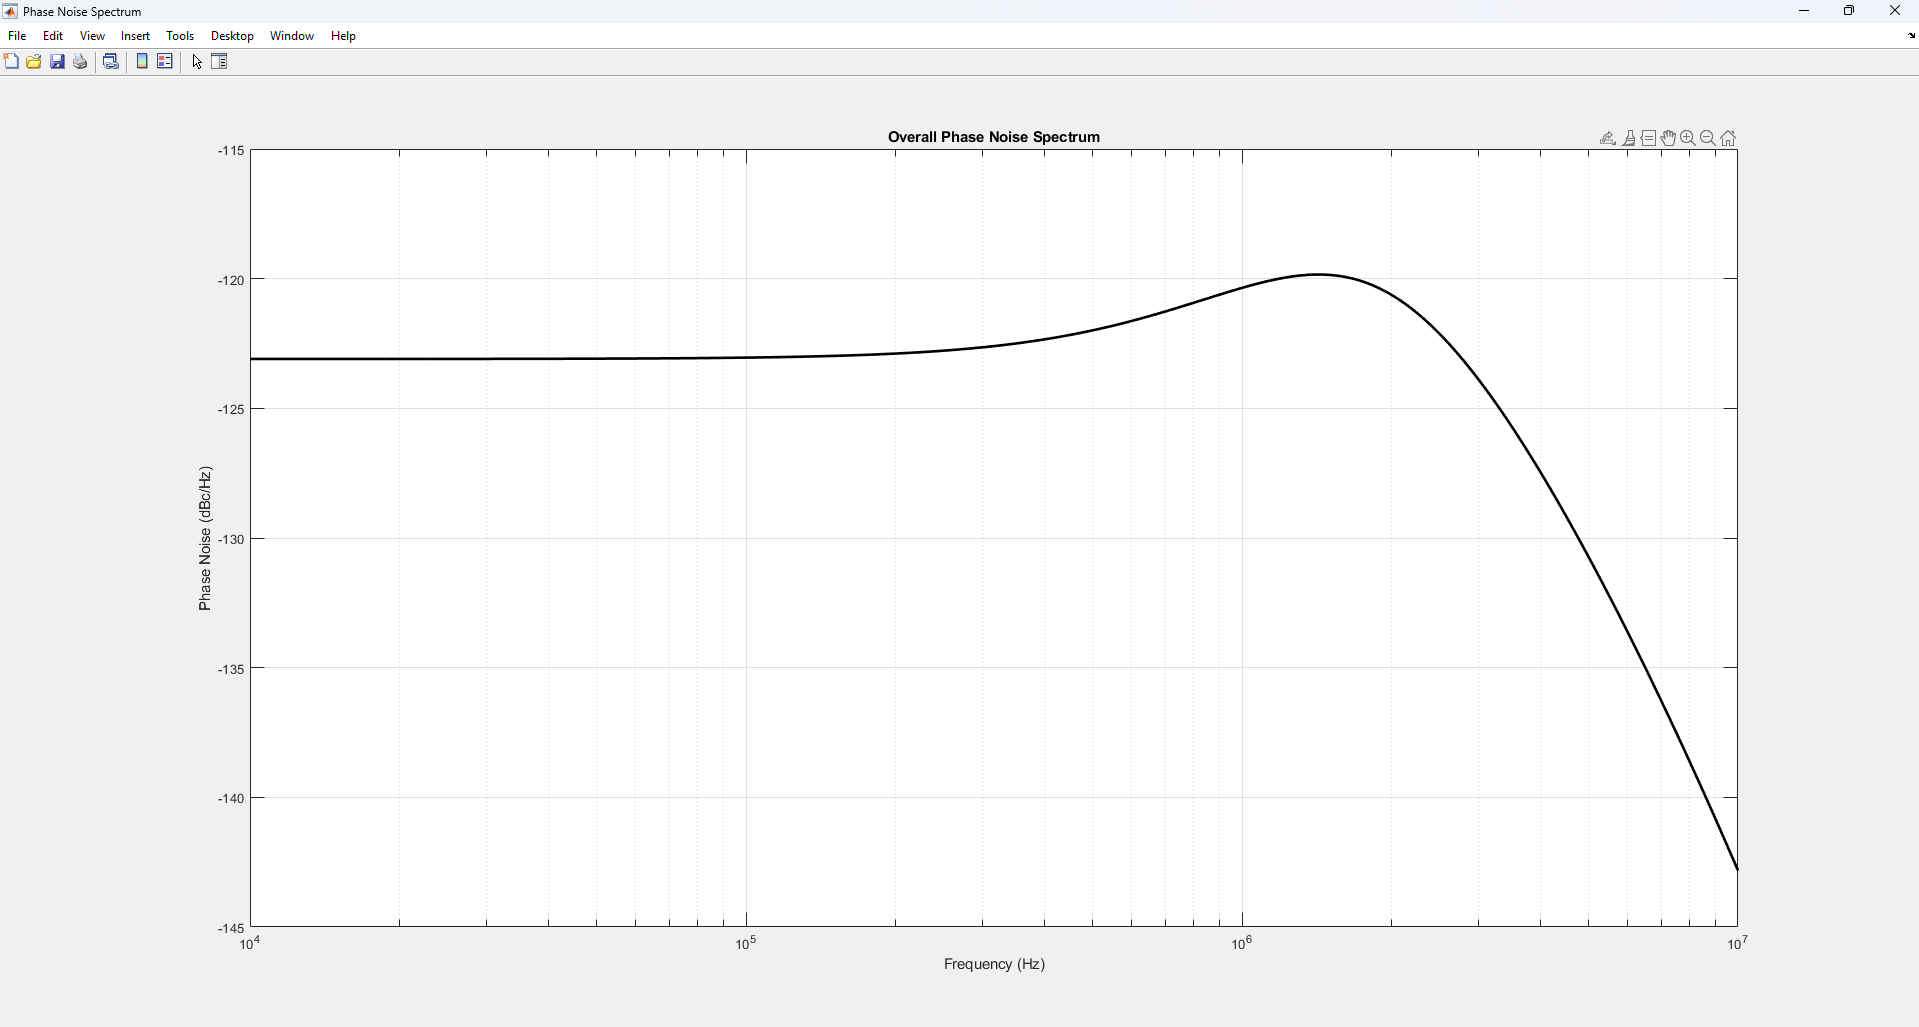 Phase Noise Spectrum
File Edit View Insert Tools Desktop Window Help
Overall Phase Noise Spectrum
-115
-120
-125
-130
-135
-140
-145
Phase Noise (dBc/Hz)
10^4 10^5 10^6 10^7
Frequency (Hz)